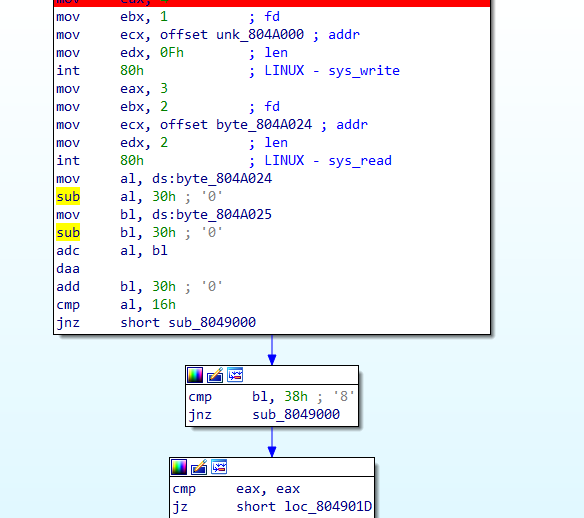 mov eax, 4
mov ebx, 1 ; fd
mov ecx, offset unk_804A000 ; addr
mov edx, 0Fh ; len
int 80h ; LINUX - sys_write
mov eax, 3
mov ebx, 2 ; fd
mov ecx, offset byte_804A024 ; addr
mov edx, 2 ; len
int 80h ; LINUX - sys_read
mov al, ds:byte_804A024
sub al, 30h ; '0'
mov bl, ds:byte_804A025
sub bl, 30h ; '0'
adc al, bl
daa
add bl, 30h ; '0'
cmp al, 16h
jnz short sub_8049000
cmp bl, 38h ; '8'
jnz sub_8049000
cmp eax, eax
jz short loc_804901D